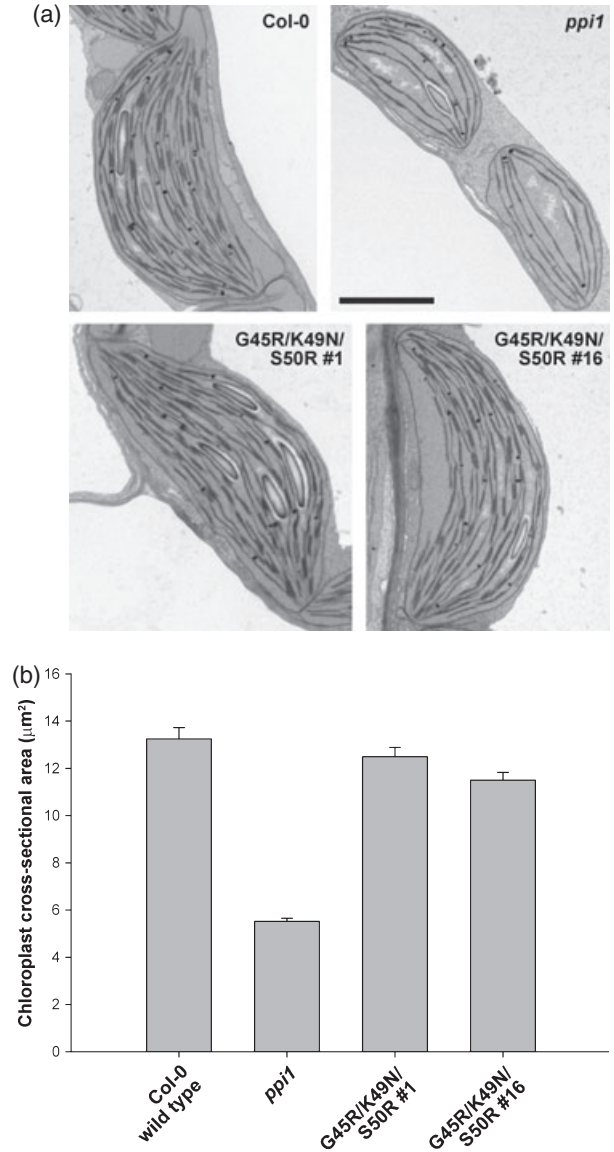 (a)
Col-0
ppi1
G45R/K49N/
S50R #1
G45R/K49N/
S50R #16
(b)
Chloroplast cross-sectional area (μm²)
16
14
12
10
8
6
4
2
0
Col-0
wild type
ppi1
G45R/K49N/
S50R #1
G45R/K49N/
S50R #16